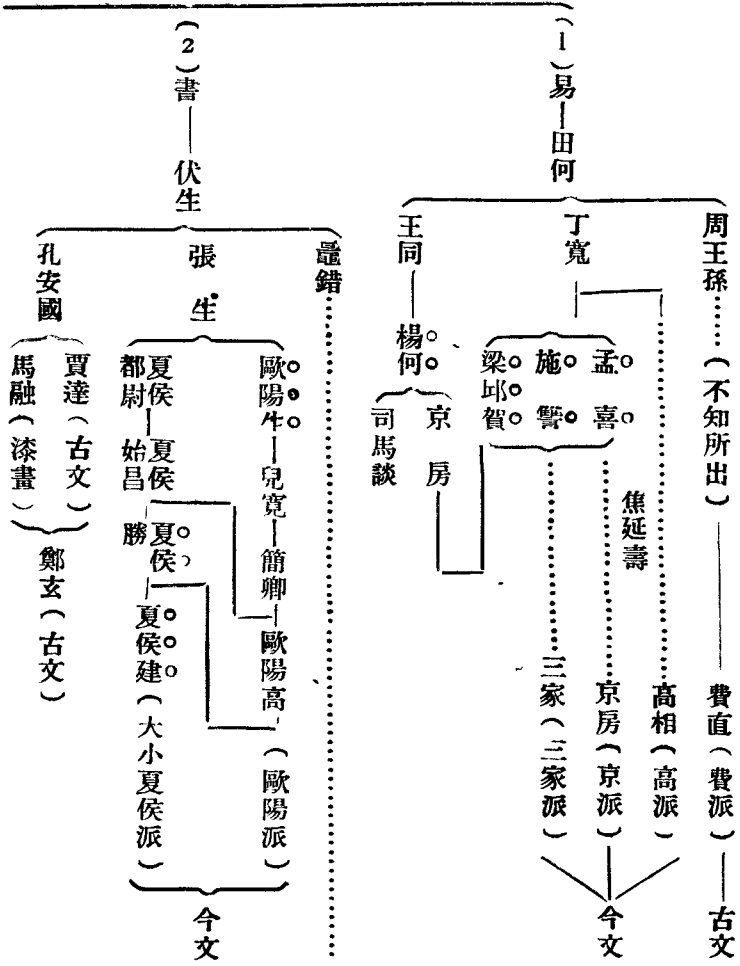 （1）易—田何
周王孫……（不知所出）——費直（費派）——古文
丁寬
高相（高派）
焦延壽
孟喜
京房（京派）
施讐
梁邱賀
三家（三家派）
今文
王同——楊何
京房
司馬談
（2）書——伏生
鼂錯
張生
歐陽生—兒寬—簡卿—歐陽高（歐陽派）
夏侯都尉—夏侯始昌—夏侯勝—夏侯建（大小夏侯派）
今文
孔安國
賈逵（古文）
馬融（漆書）
鄭玄（古文）